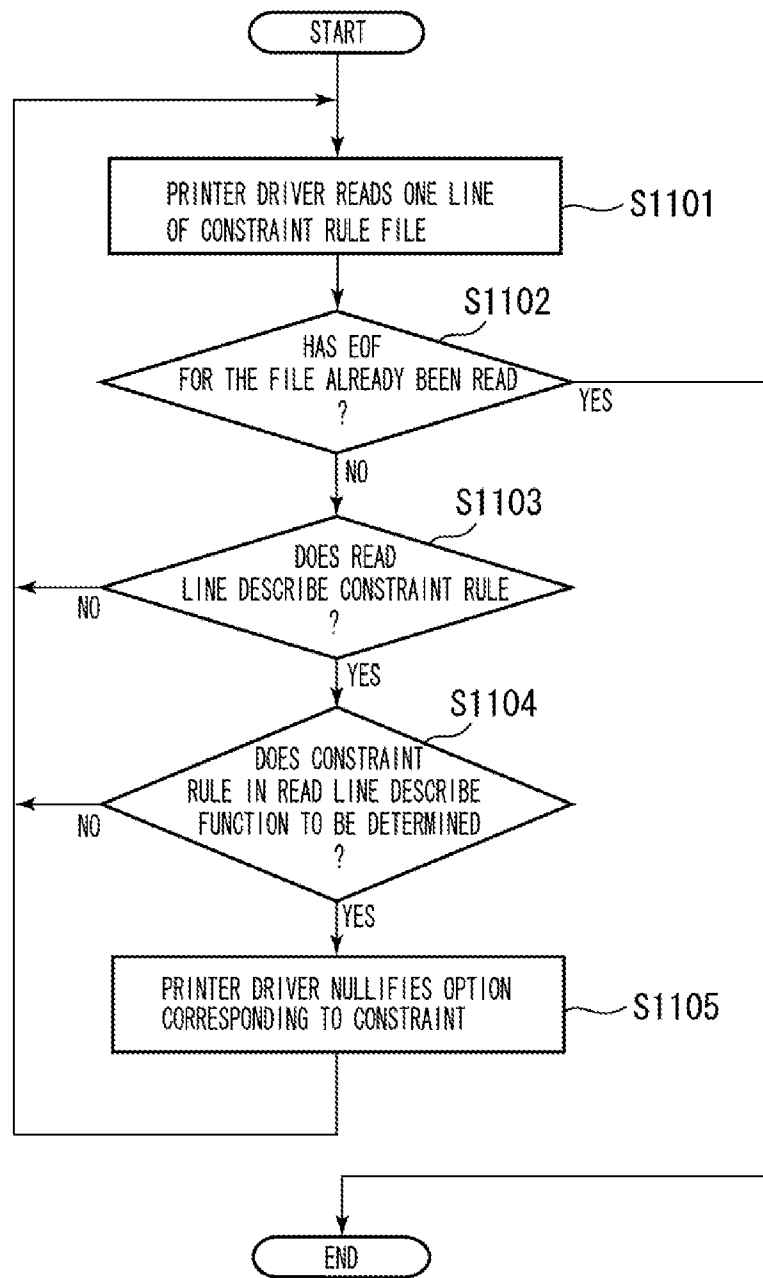 START
PRINTER DRIVER READS ONE LINE
OF CONSTRAINT RULE FILE
S1101
S1102
HAS EOF
FOR THE FILE ALREADY BEEN READ
?
YES
NO
S1103
DOES READ
LINE DESCRIBE CONSTRAINT RULE
?
NO
YES
S1104
DOES CONSTRAINT
RULE IN READ LINE DESCRIBE
FUNCTION TO BE DETERMINED
?
NO
YES
PRINTER DRIVER NULLIFIES OPTION
CORRESPONDING TO CONSTRAINT
S1105
END